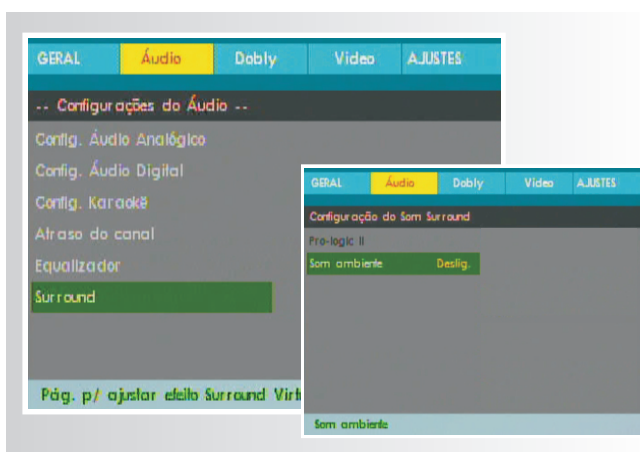 GERAL Áudio Dobly Video AJUSTES
-- Configurações do Áudio --
Config. Áudio Analógico
Config. Áudio Digital
Config. Karaokê
Atraso do canal
Equalizador
Surround
Pág. p/ ajustar efeito Surround
GERAL Áudio Dobly Video AJUSTES
Configuração do Som Surround
Pro-logic II
Som ambiente Deslig.
Som ambiente